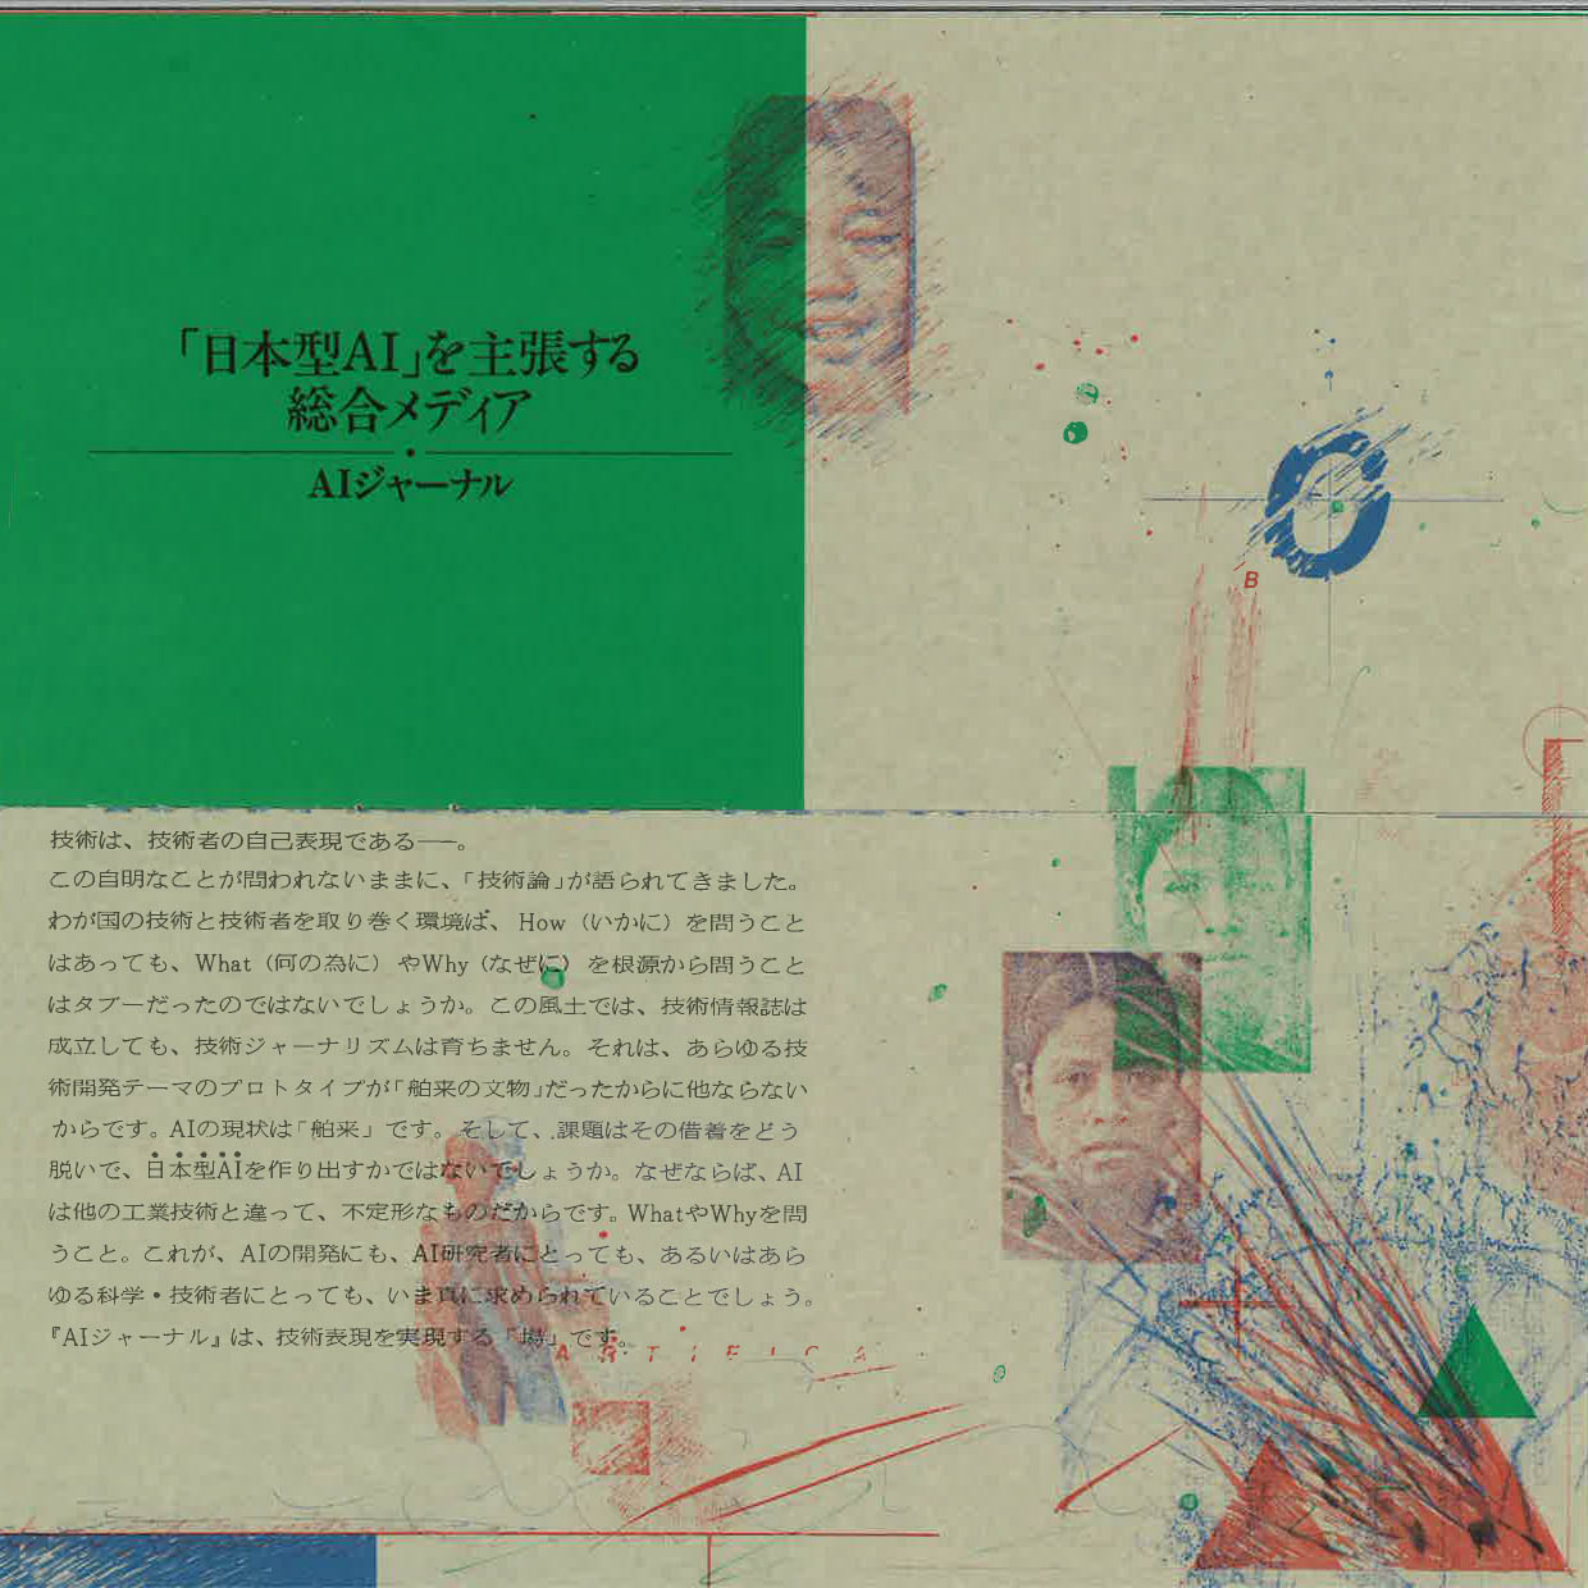 「日本型AI」を主張する
総合メディア
AIジャーナル
B
技術は、技術者の自己表現である──。
この自明なことが問われないままに、「技術論」が語られてきました。
わが国の技術と技術者を取り巻く環境は、How（いかに）を問うこと
はあっても、What（何の為に）やWhy（なぜに）を根源から問うこと
はタブーだったのではないでしょうか。この風土では、技術情報誌は
成立しても、技術ジャーナリズムは育ちません。それは、あらゆる技
術開発テーマのプロトタイプが「舶来の文物」だったからに他ならない
からです。AIの現状は「舶来」です。そして、課題はその借着をどう
脱いで、日本型AIを作り出すかではないでしょうか。なぜならば、AI
は他の工業技術と違って、不定形なものだからです。WhatやWhyを問
うこと。これが、AIの開発にも、AI研究者にとっても、あるいはあら
ゆる科学・技術者にとっても、いま真に求められていることでしょう。
『AIジャーナル』は、技術表現を実現する「場」です。